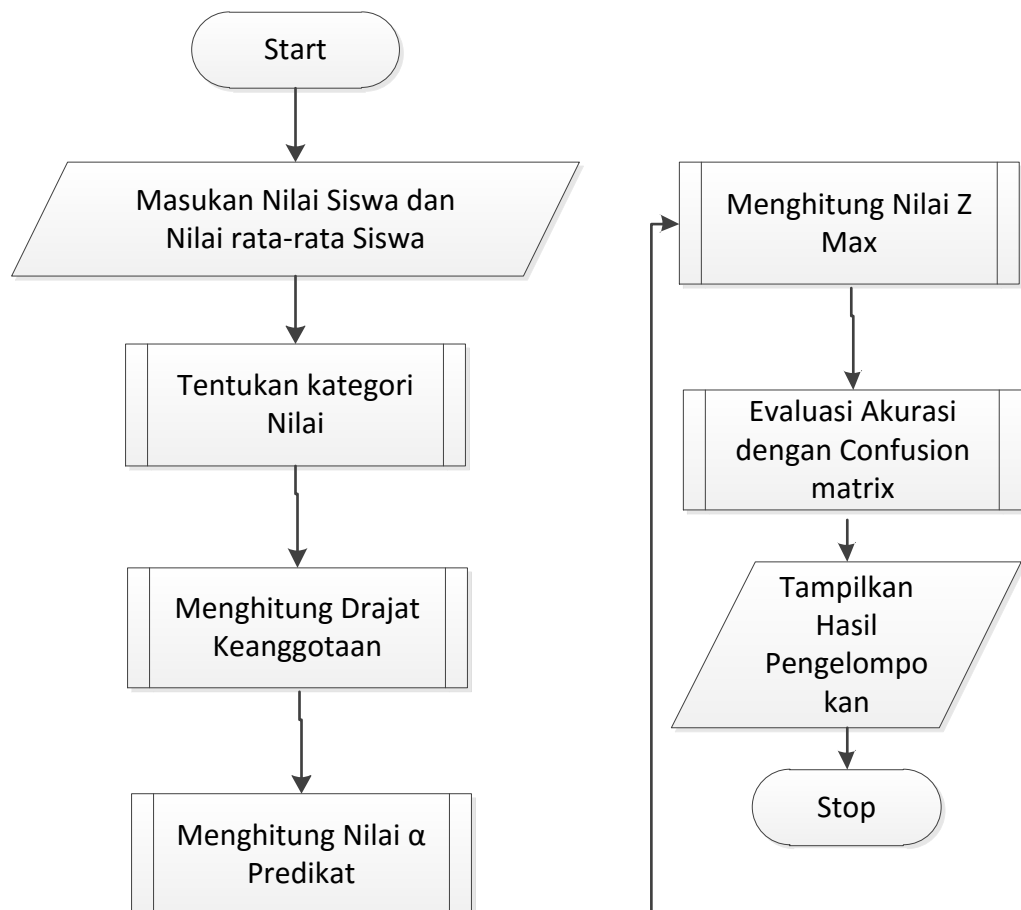 Start
Masukan Nilai Siswa dan
Nilai rata-rata Siswa
Tentukan kategori
Nilai
Menghitung Drajat
Keanggotaan
Menghitung Nilai α
Predikat
Menghitung Nilai Z
Max
Evaluasi Akurasi
dengan Confusion
matrix
Tampilkan
Hasil
Pengelompo
kan
Stop